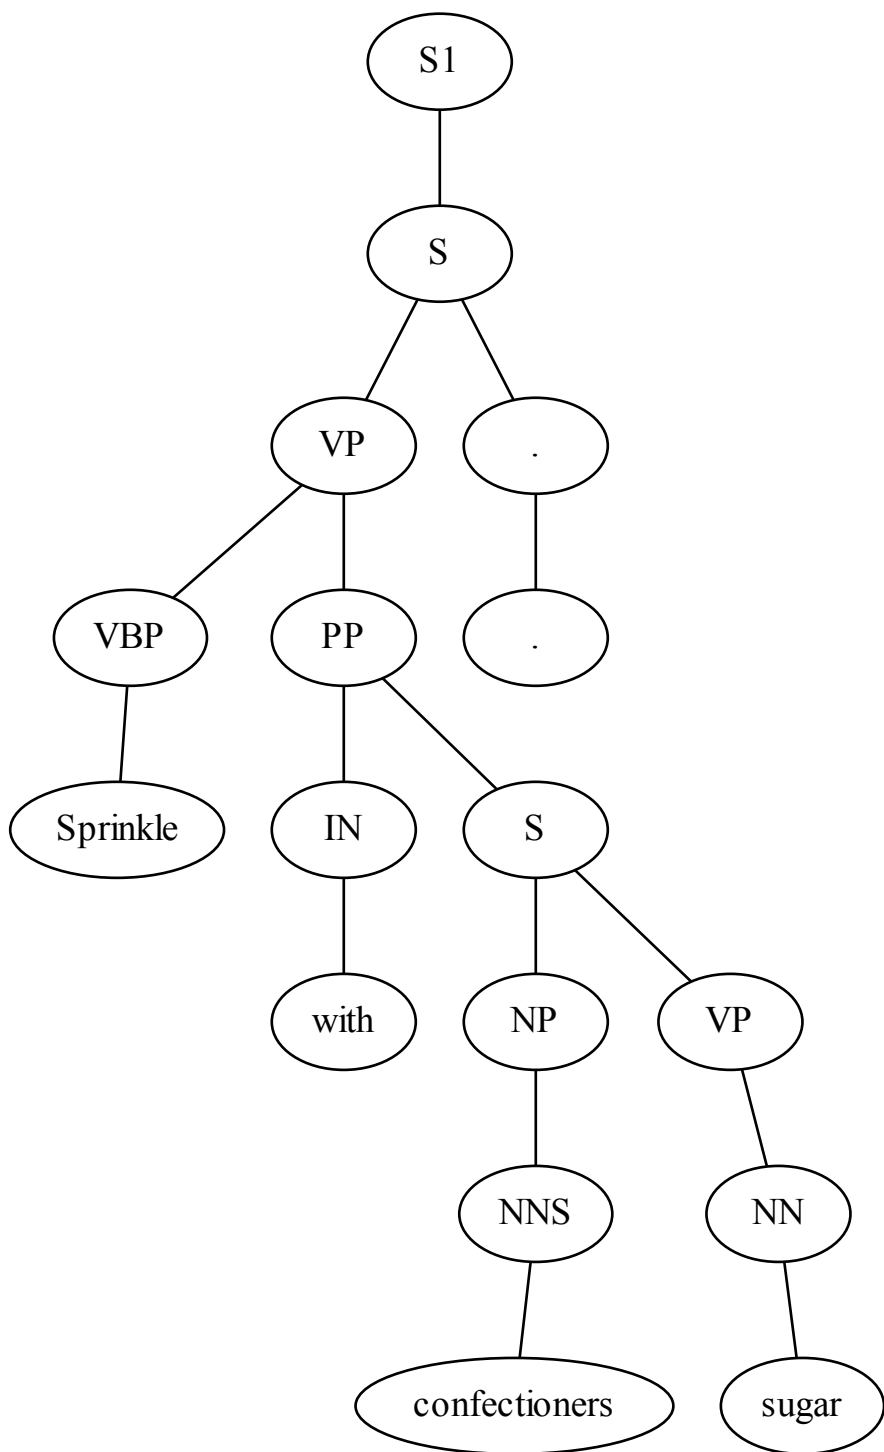 S1
S
VP .
VBP PP .
Sprinkle IN S
with NP VP
NNS NN
confectioners sugar